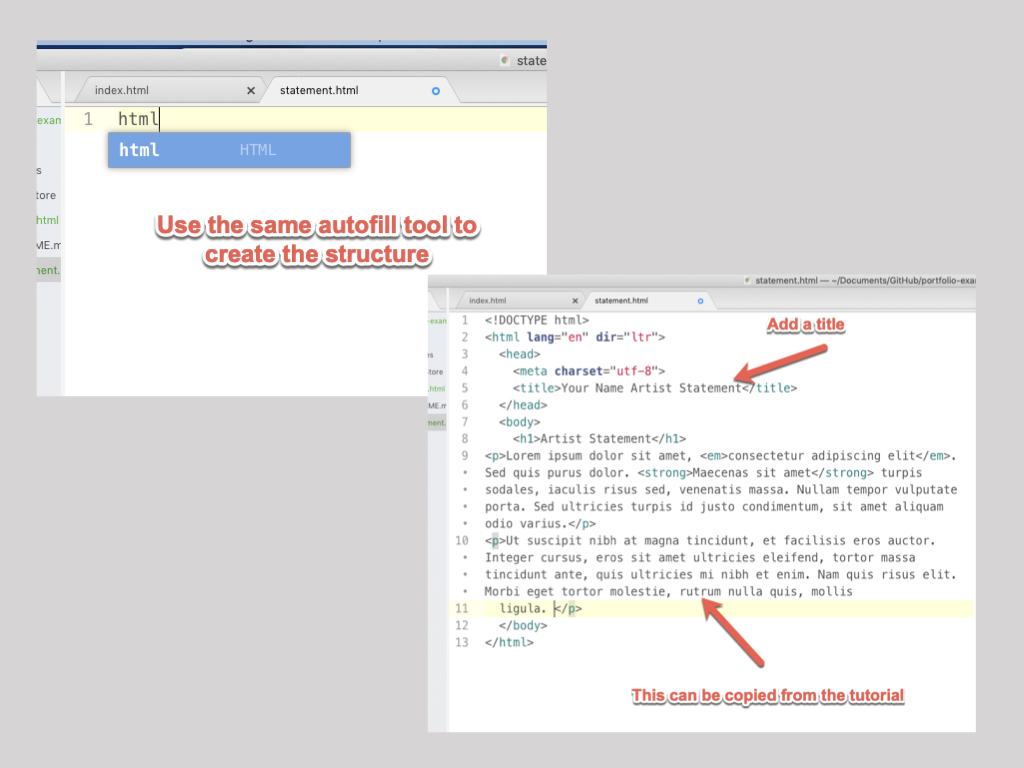 state
index.html × statement.html
exam
1 html
html HTML
s
tore
html
ME.m
ment.
Use the same autofill tool to
create the structure
statement.html — ~/Documents/GitHub/portfolio-exa
index.html × statement.html
-exam
s
tore
.html
ME.m
ment.
1 <!DOCTYPE html>
2 <html lang="en" dir="ltr">
3 <head>
4 <meta charset="utf-8">
5 <title>Your Name Artist Statement</title>
6 </head>
7 <body>
8 <h1>Artist Statement</h1>
9 <p>Lorem ipsum dolor sit amet, <em>consectetur adipiscing elit</em>.
• Sed quis purus dolor. <strong>Maecenas sit amet</strong> turpis
• sodales, iaculis risus sed, venenatis massa. Nullam tempor vulputate
• porta. Sed ultricies turpis id justo condimentum, sit amet aliquam
• odio varius.</p>
10 <p>Ut suscipit nibh at magna tincidunt, et facilisis eros auctor.
• Integer cursus, eros sit amet ultricies eleifend, tortor massa
• tincidunt ante, quis ultricies mi nibh et enim. Nam quis risus elit.
• Morbi eget tortor molestie, rutrum nulla quis, mollis
11 ligula. </p>
12 </body>
13 </html>
Add a title
This can be copied from the tutorial